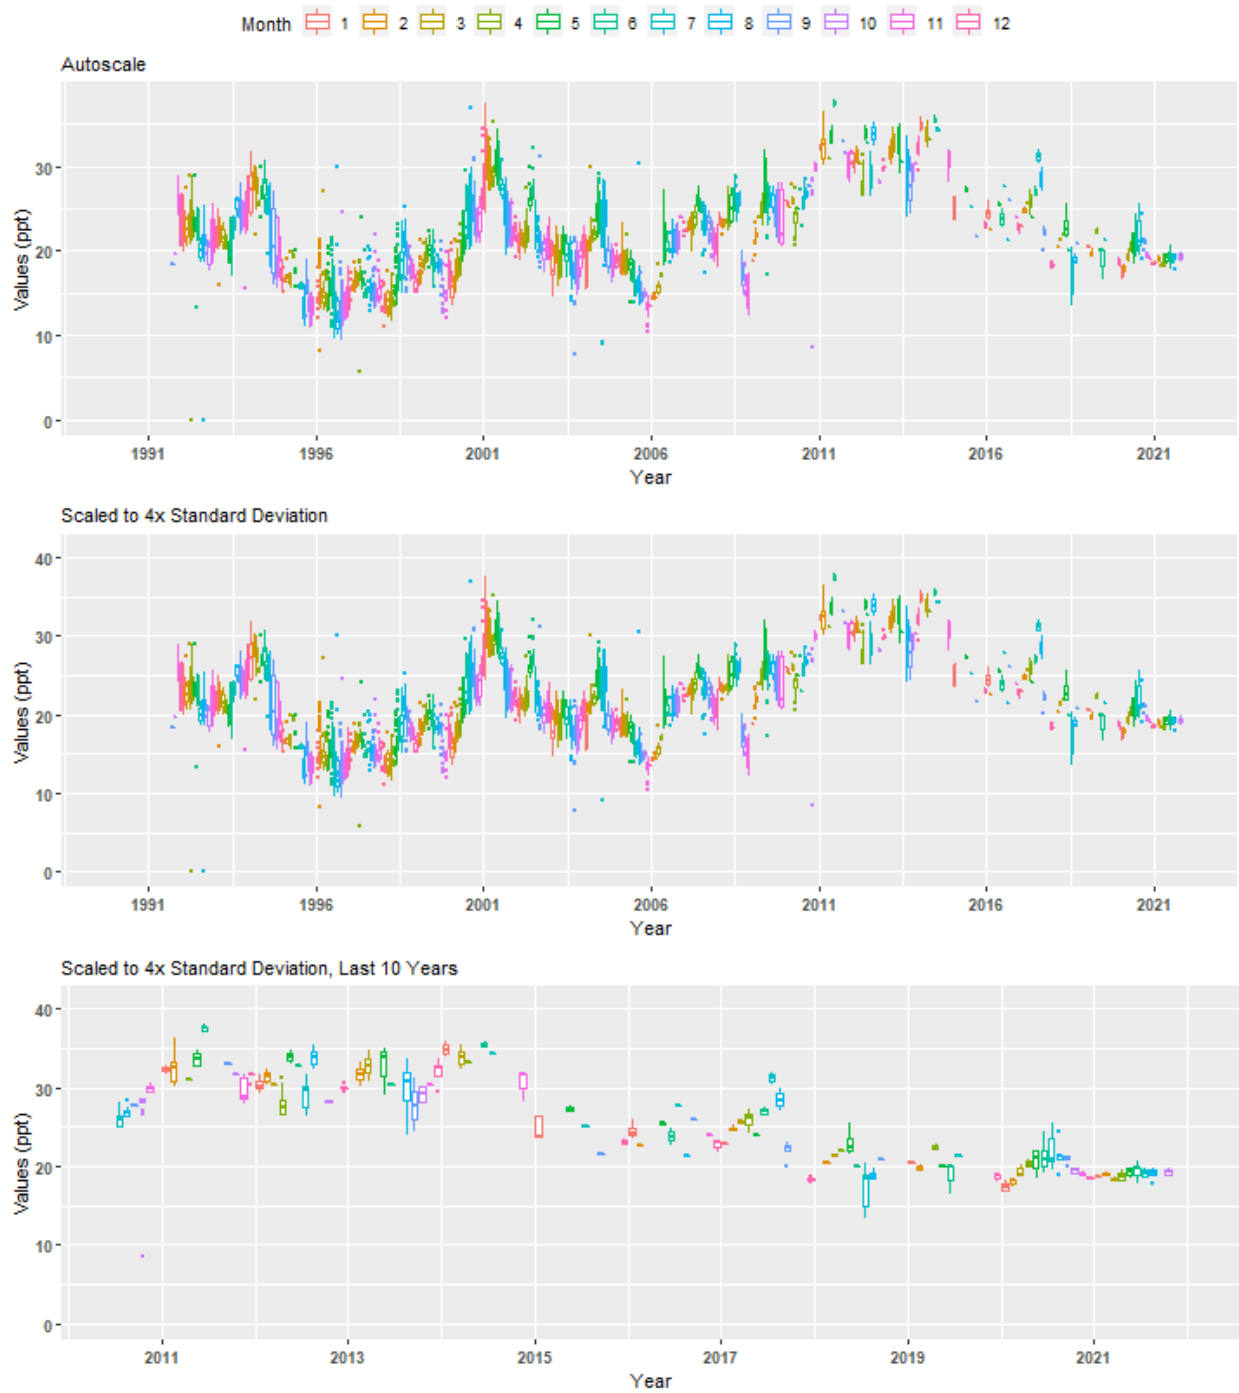 Month 1 2 3 4 5 6 7 8 9 10 11 12
Autoscale
Values (ppt)
30
20
10
0
1991 1996 2001 2006 2011 2016 2021
Year
Scaled to 4x Standard Deviation
Values (ppt)
40
30
20
10
0
1991 1996 2001 2006 2011 2016 2021
Year
Scaled to 4x Standard Deviation, Last 10 Years
Values (ppt)
40
30
20
10
0
2011 2013 2015 2017 2019 2021
Year